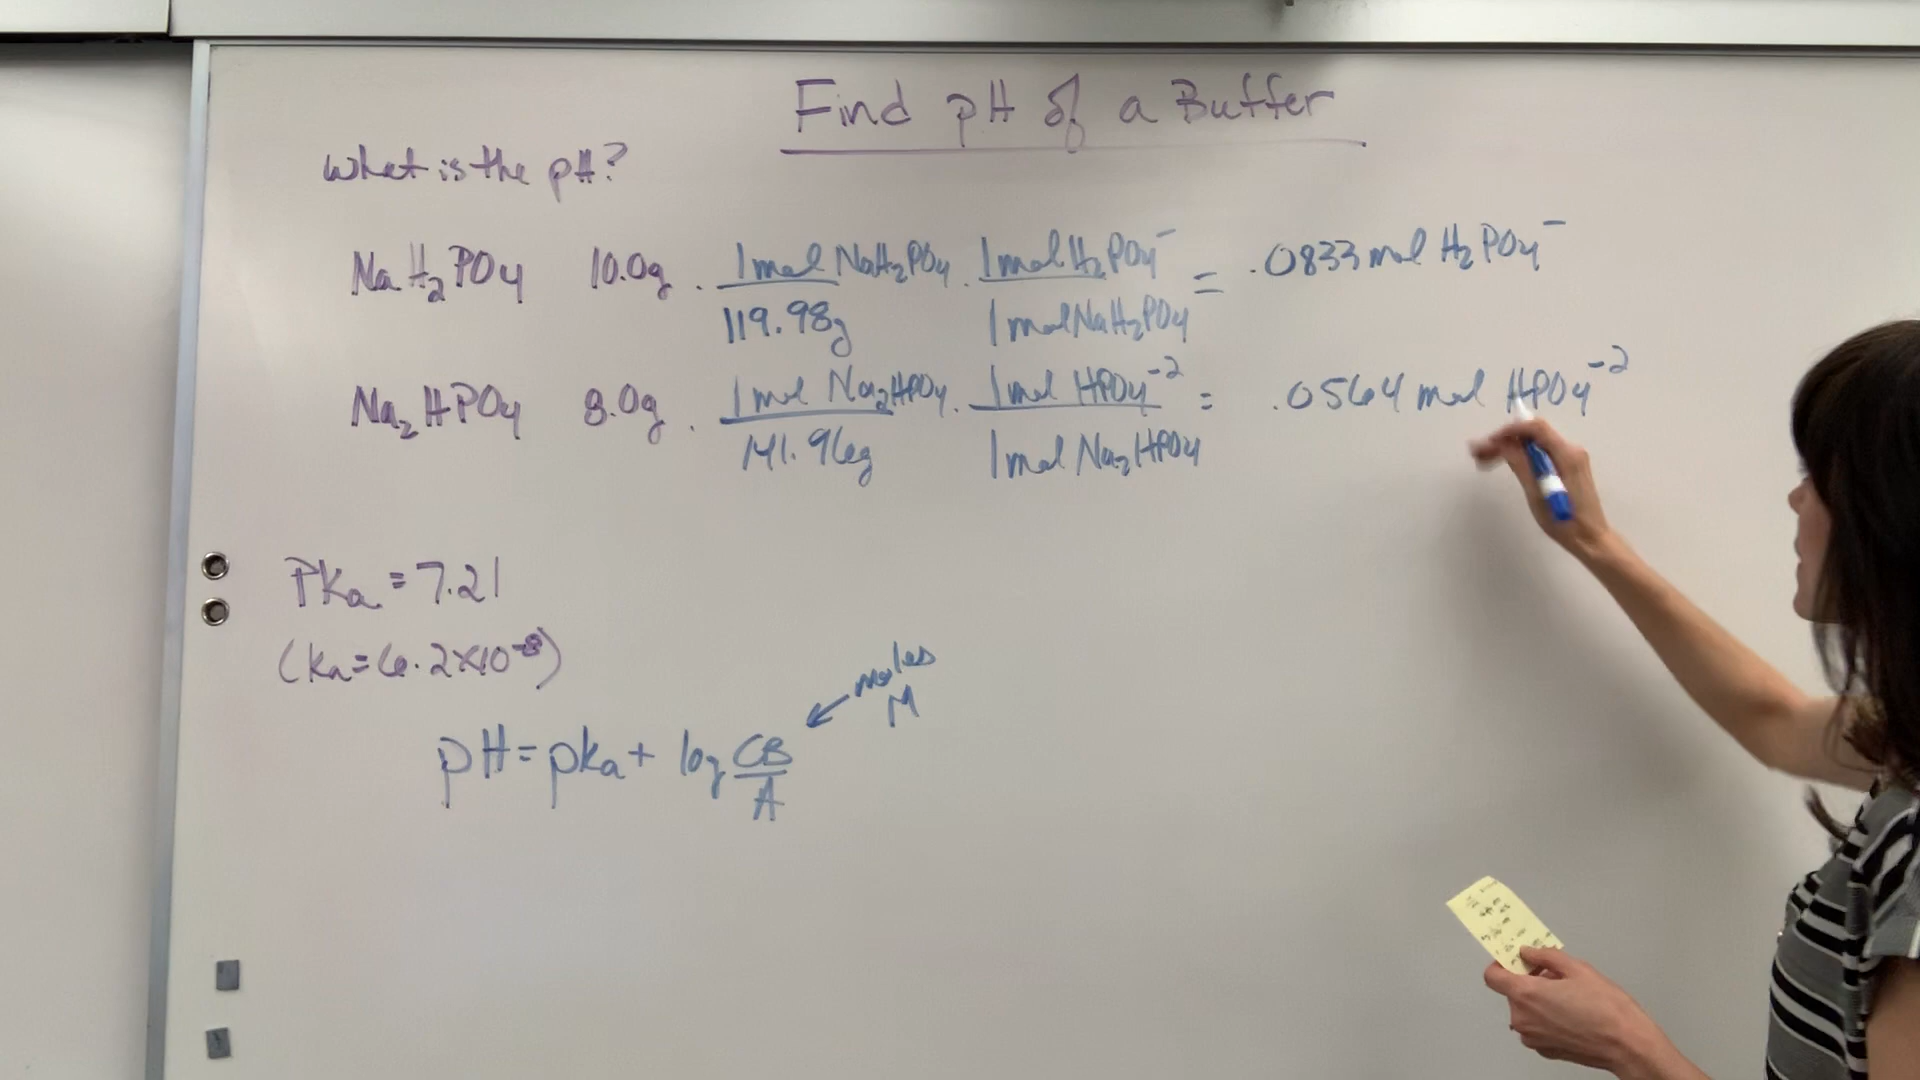 Find pH of a Buffer
What is the pH?
NaH₂PO₄ 10.0g · 1mol NaH₂PO₄ / 119.98g · 1mol H₂PO₄⁻ / 1mol NaH₂PO₄ = .0833 mol H₂PO₄⁻
Na₂HPO₄ 8.0g · 1mol Na₂HPO₄ / 141.96g · 1mol HPO₄⁻² / 1mol Na₂HPO₄ = .0564 mol HPO₄⁻²
PKa = 7.21
(Ka=6.2x10⁻⁸)
moles
M
pH = pKa + log CB / A